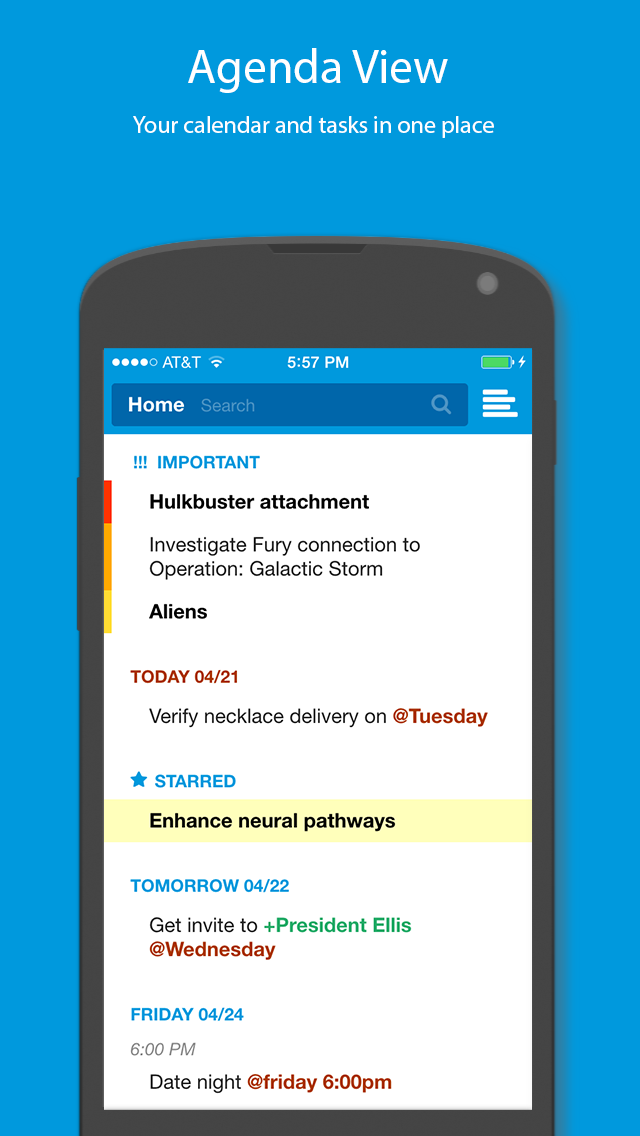 Agenda View
Your calendar and tasks in one place
AT&T 5:57 PM
Home Search
!!! IMPORTANT
Hulkbuster attachment
Investigate Fury connection to
Operation: Galactic Storm
Aliens
TODAY 04/21
Verify necklace delivery on @Tuesday
STARRED
Enhance neural pathways
TOMORROW 04/22
Get invite to +President Ellis
@Wednesday
FRIDAY 04/24
6:00 PM
Date night @friday 6:00pm